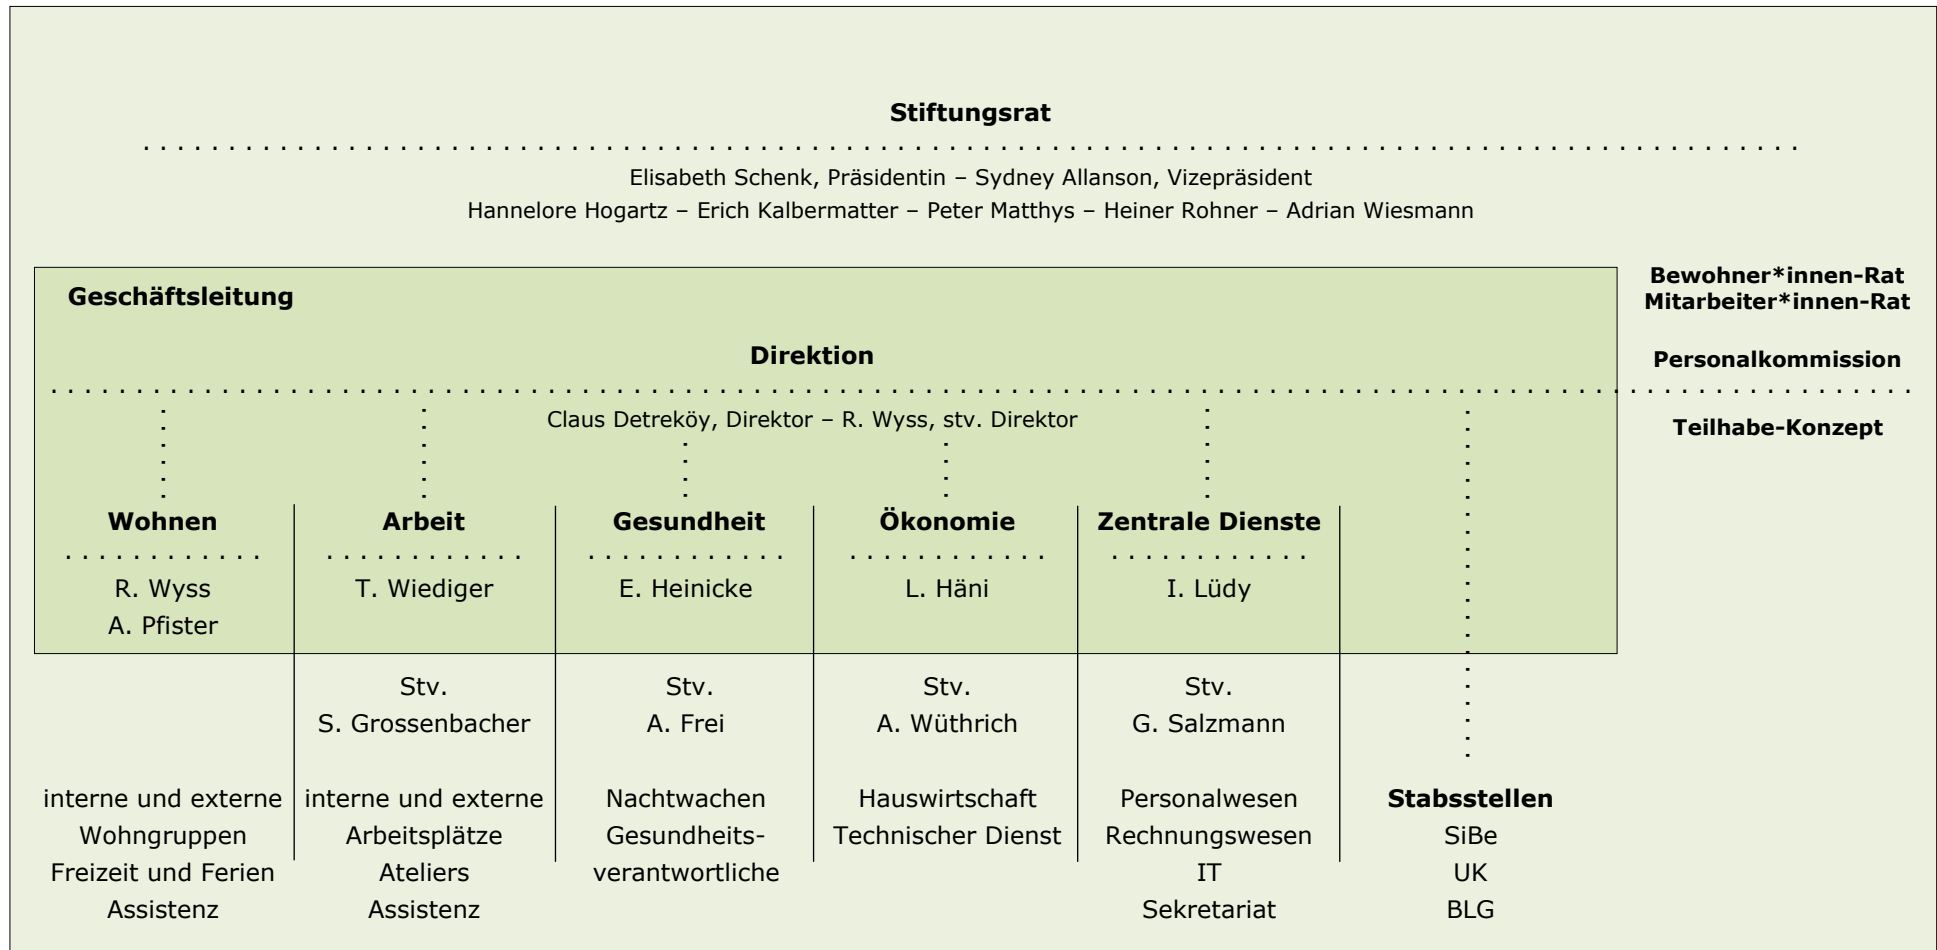 Stiftungsrat
Elisabeth Schenk, Präsidentin – Sydney Allanson, Vizepräsident
Hannelore Hogartz – Erich Kalbermatter – Peter Matthys – Heiner Rohner – Adrian Wiesmann
Geschäftsleitung
Direktion
Claus Detreköy, Direktor – R. Wyss, stv. Direktor
Bewohner*innen-Rat
Mitarbeiter*innen-Rat
Personalkommission
Teilhabe-Konzept
Wohnen
R. Wyss
A. Pfister
interne und externe
Wohngruppen
Freizeit und Ferien
Assistenz
Arbeit
T. Wiediger
Stv.
S. Grossenbacher
interne und externe
Arbeitsplätze
Ateliers
Assistenz
Gesundheit
E. Heinicke
Stv.
A. Frei
Nachtwachen
Gesundheits-
verantwortliche
Ökonomie
L. Häni
Stv.
A. Wüthrich
Hauswirtschaft
Technischer Dienst
Zentrale Dienste
I. Lüdy
Stv.
G. Salzmann
Personalwesen
Rechnungswesen
IT
Sekretariat
Stabsstellen
SiBe
UK
BLG